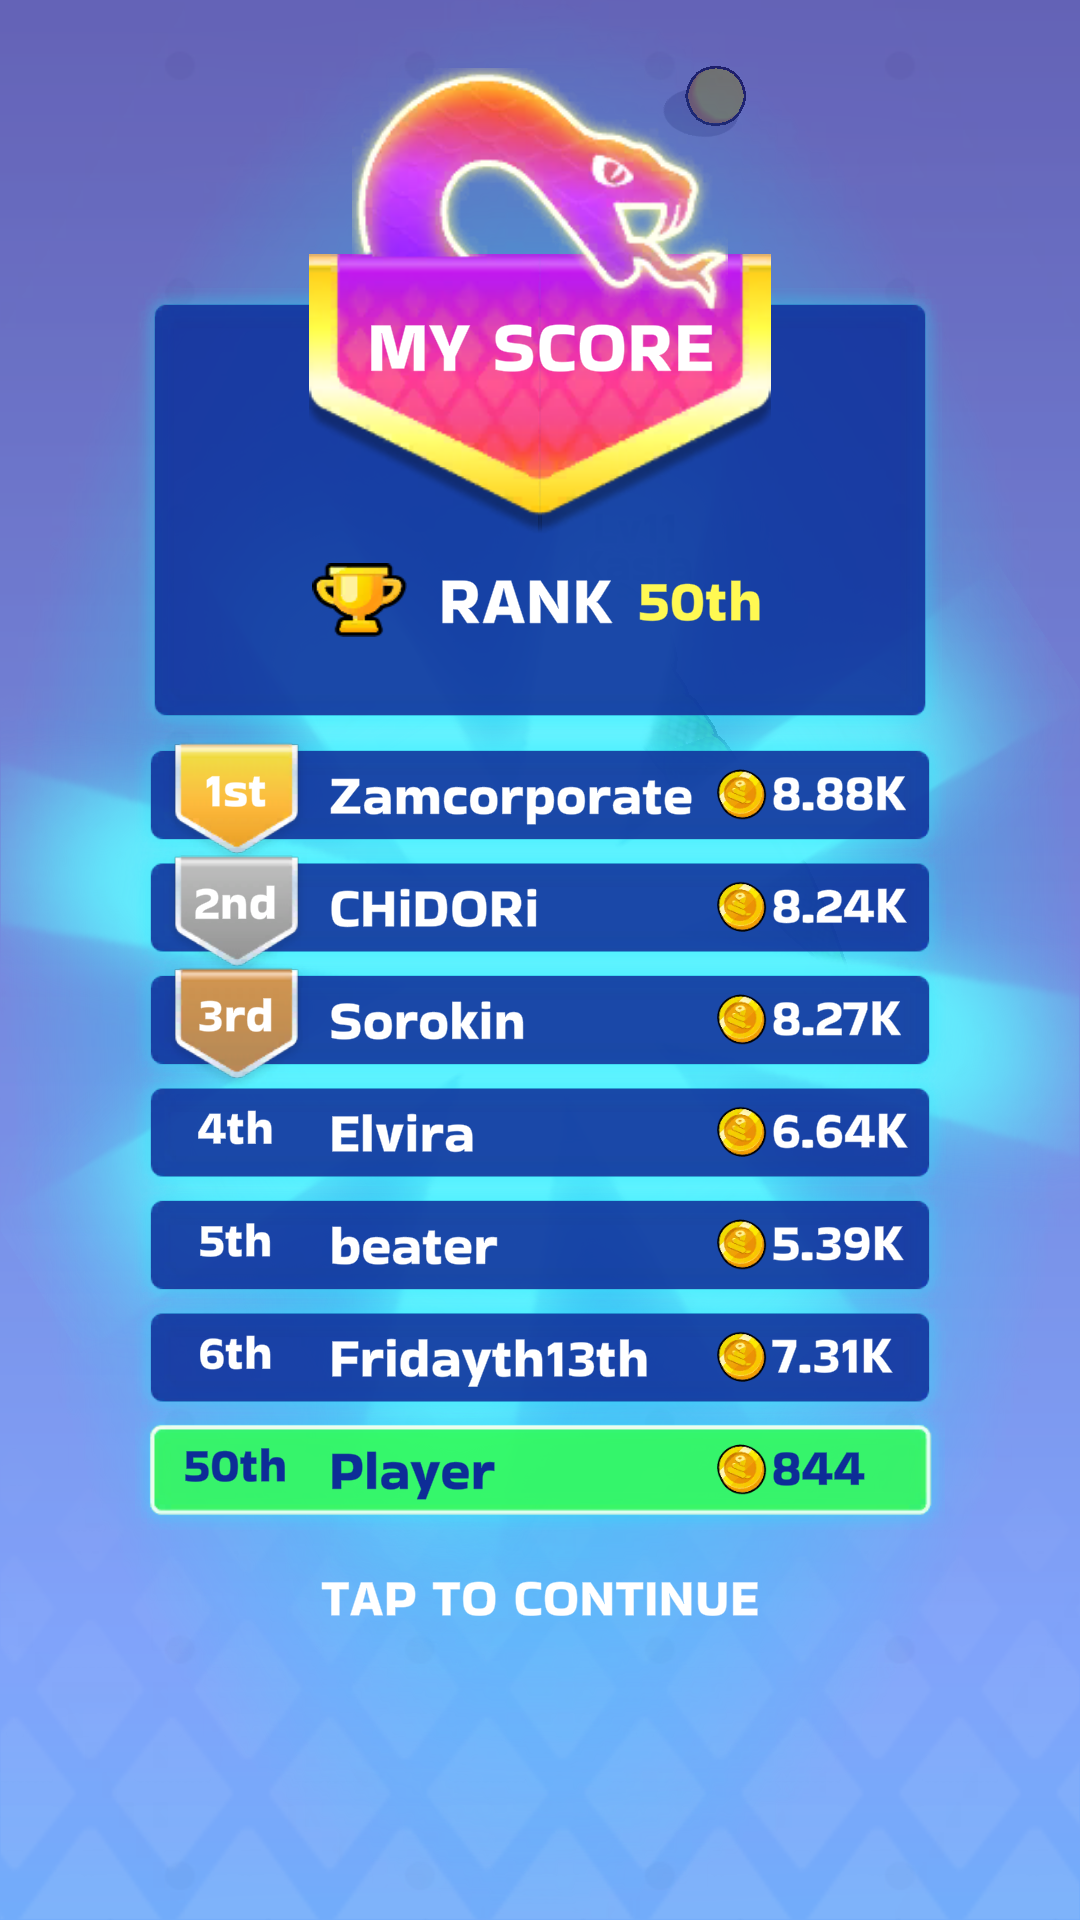 MY SCORE
RANK 50th
1st Zamcorporate 8.88K
2nd CHiDORi 8.24K
3rd Sorokin 8.27K
4th Elvira 6.64K
5th beater 5.39K
6th Fridayth13th 7.31K
50th Player 844
TAP TO CONTINUE